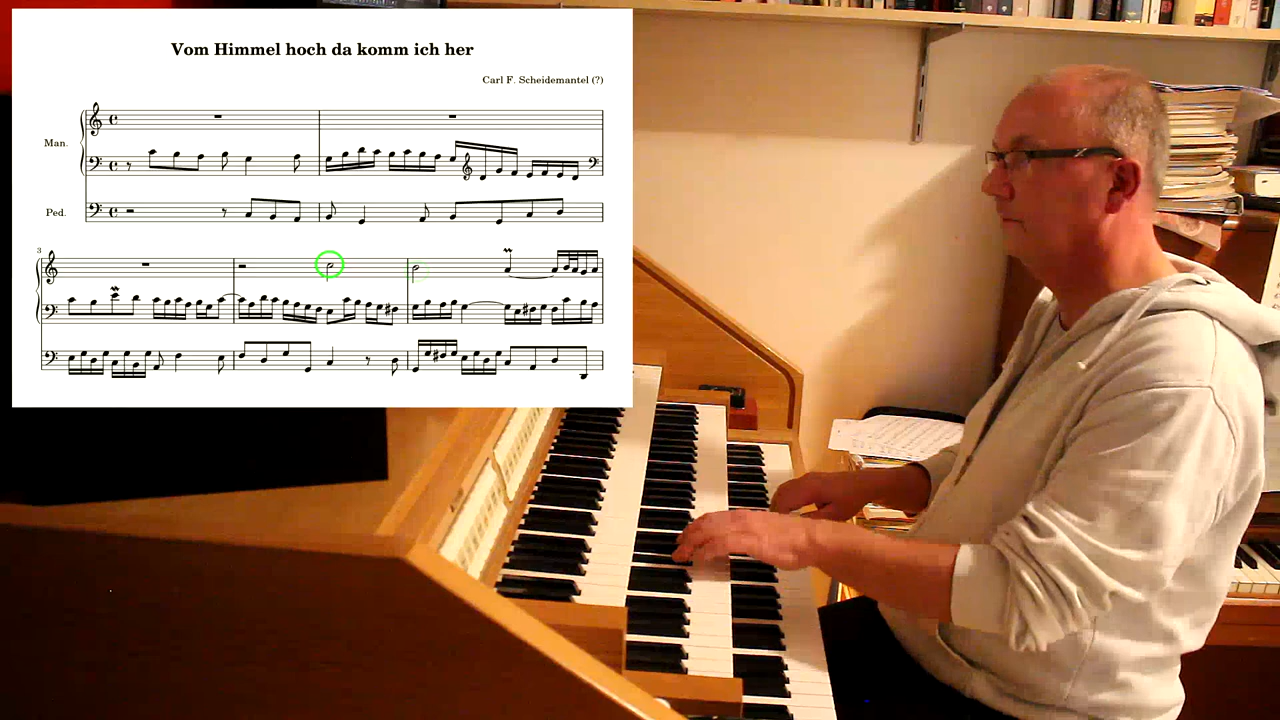 Vom Himmel hoch da komm ich her
Carl F. Scheidemantel (?)
Man.
Ped.
3